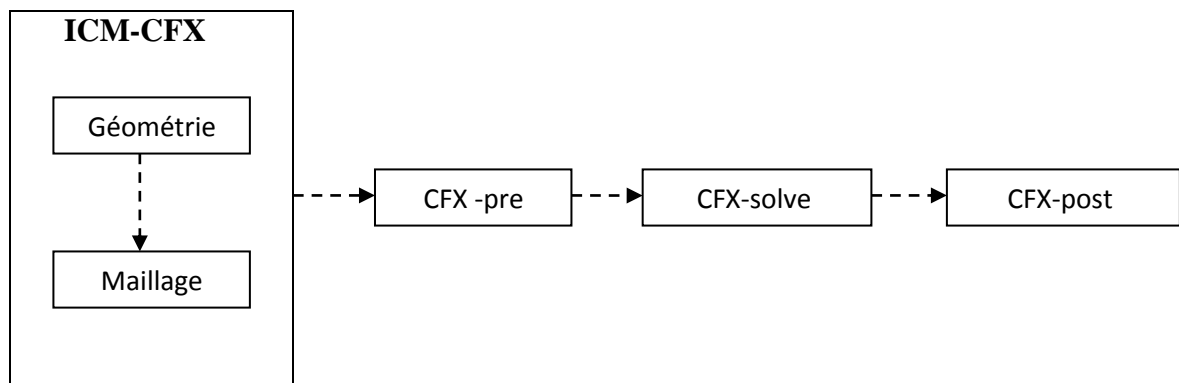 ICM-CFX
Géométrie
Maillage
CFX -pre
CFX-solve
CFX-post